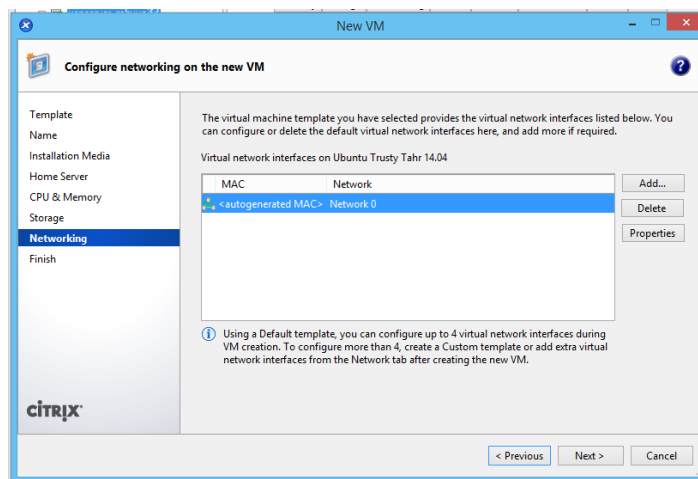 New VM
Configure networking on the new VM
Template
Name
Installation Media
Home Server
CPU & Memory
Storage
Networking
Finish
The virtual machine template you have selected provides the virtual network interfaces listed below. You
can configure or delete the default virtual network interfaces here, and add more if required.
Virtual network interfaces on Ubuntu Trusty Tahr 14.04
MAC Network
<autogenerated MAC> Network 0
Add...
Delete
Properties
Using a Default template, you can configure up to 4 virtual network interfaces during
VM creation. To configure more than 4, create a Custom template or add extra virtual
network interfaces from the Network tab after creating the new VM.
CITRIX
< Previous Next > Cancel